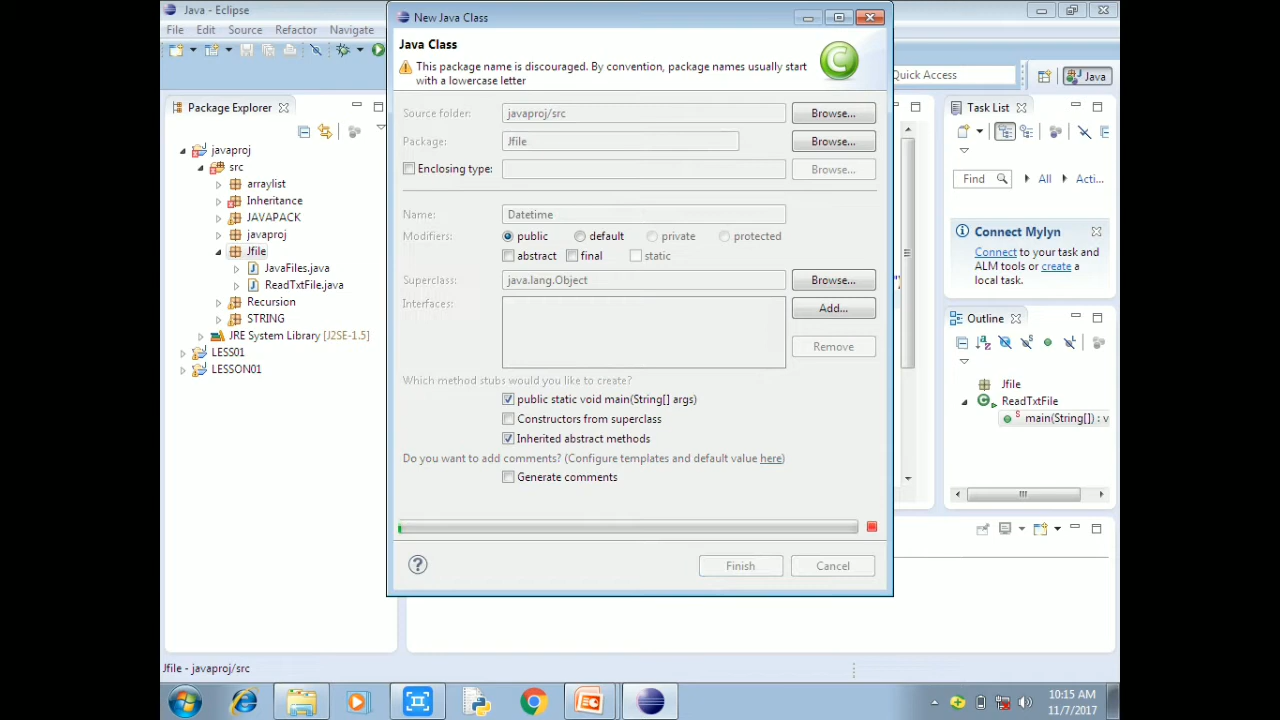 Java - Eclipse
File Edit Source Refactor Navigate
Quick Access
Java
Package Explorer
javaproj
src
arraylist
Inheritance
JAVAPACK
javaproj
Jfile
JavaFiles.java
ReadTxtFile.java
Recursion
STRING
JRE System Library [J2SE-1.5]
LESS01
LESSON01
New Java Class
Java Class
This package name is discouraged. By convention, package names usually start
with a lowercase letter
Source folder: javaproj/src Browse...
Package: Jfile Browse...
Enclosing type: Browse...
Name: Datetime
Modifiers: public default private protected
abstract final static
Superclass: java.lang.Object Browse...
Interfaces: Add...
Remove
Which method stubs would you like to create?
public static void main(String[] args)
Constructors from superclass
Inherited abstract methods
Do you want to add comments? (Configure templates and default value here)
Generate comments
Finish Cancel
Task List
Find All Acti...
Connect Mylyn
Connect to your task and
ALM tools or create a
local task.
Outline
Jfile
ReadTxtFile
main(String[]) : v
Jfile - javaproj/src
10:15 AM
11/7/2017